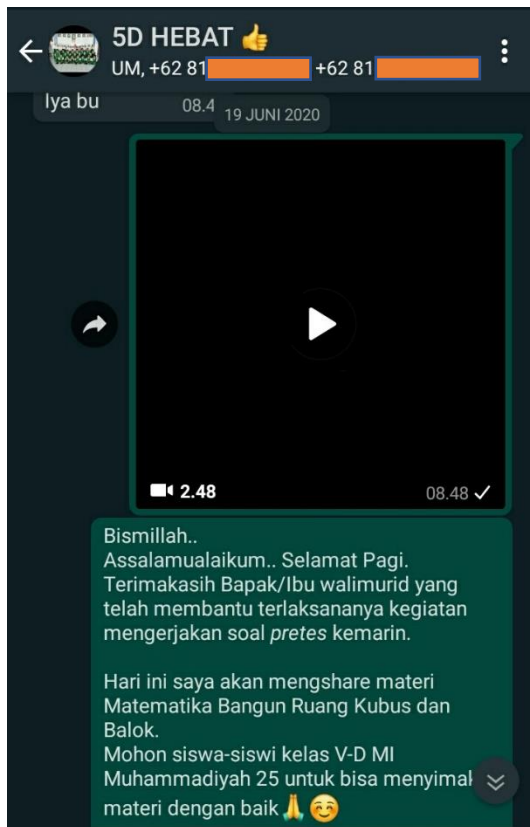 5D HEBAT 👍
UM, +62 81 +62 81
Iya bu 08.4
19 JUNI 2020
2.48 08.48
Bismillah..
Assalamualaikum.. Selamat Pagi.
Terimakasih Bapak/Ibu walimurid yang
telah membantu terlaksananya kegiatan
mengerjakan soal pretes kemarin.
Hari ini saya akan mengshare materi
Matematika Bangun Ruang Kubus dan
Balok.
Mohon siswa-siswi kelas V-D MI
Muhammadiyah 25 untuk bisa menyimak
materi dengan baik 🙏 ☺️